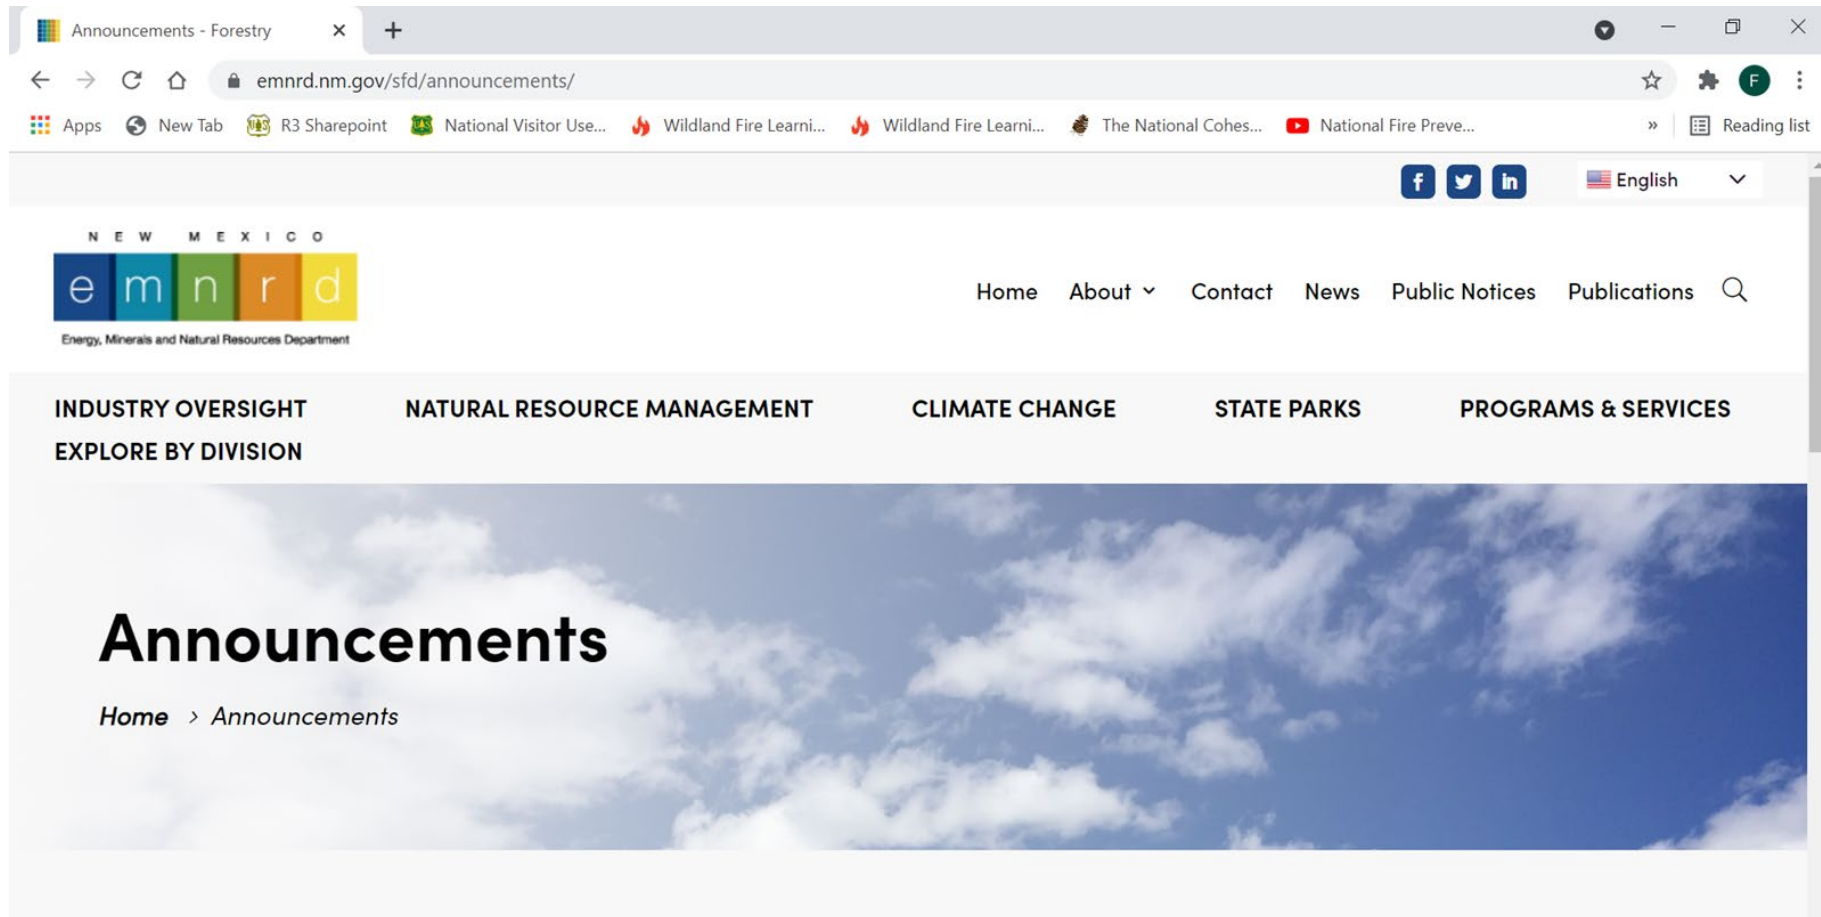 Announcements - Forestry
emnrd.nm.gov/sfd/announcements/
F
Apps New Tab R3 Sharepoint National Visitor Use... Wildland Fire Learni... Wildland Fire Learni... The National Cohes... National Fire Preve... » Reading list
English
NEW MEXICO
emnrd
Energy, Minerals and Natural Resources Department
Home About Contact News Public Notices Publications
INDUSTRY OVERSIGHT NATURAL RESOURCE MANAGEMENT CLIMATE CHANGE STATE PARKS PROGRAMS & SERVICES
EXPLORE BY DIVISION
Announcements
Home > Announcements